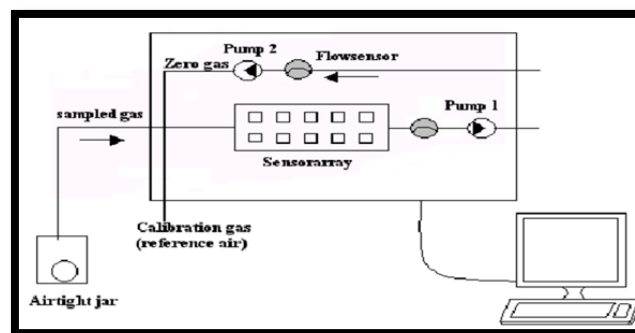 Pump 2
Flowsensor
Zero gas
sampled gas
Pump 1
Sensorarray
Calibration gas
(reference air)
Airtight jar